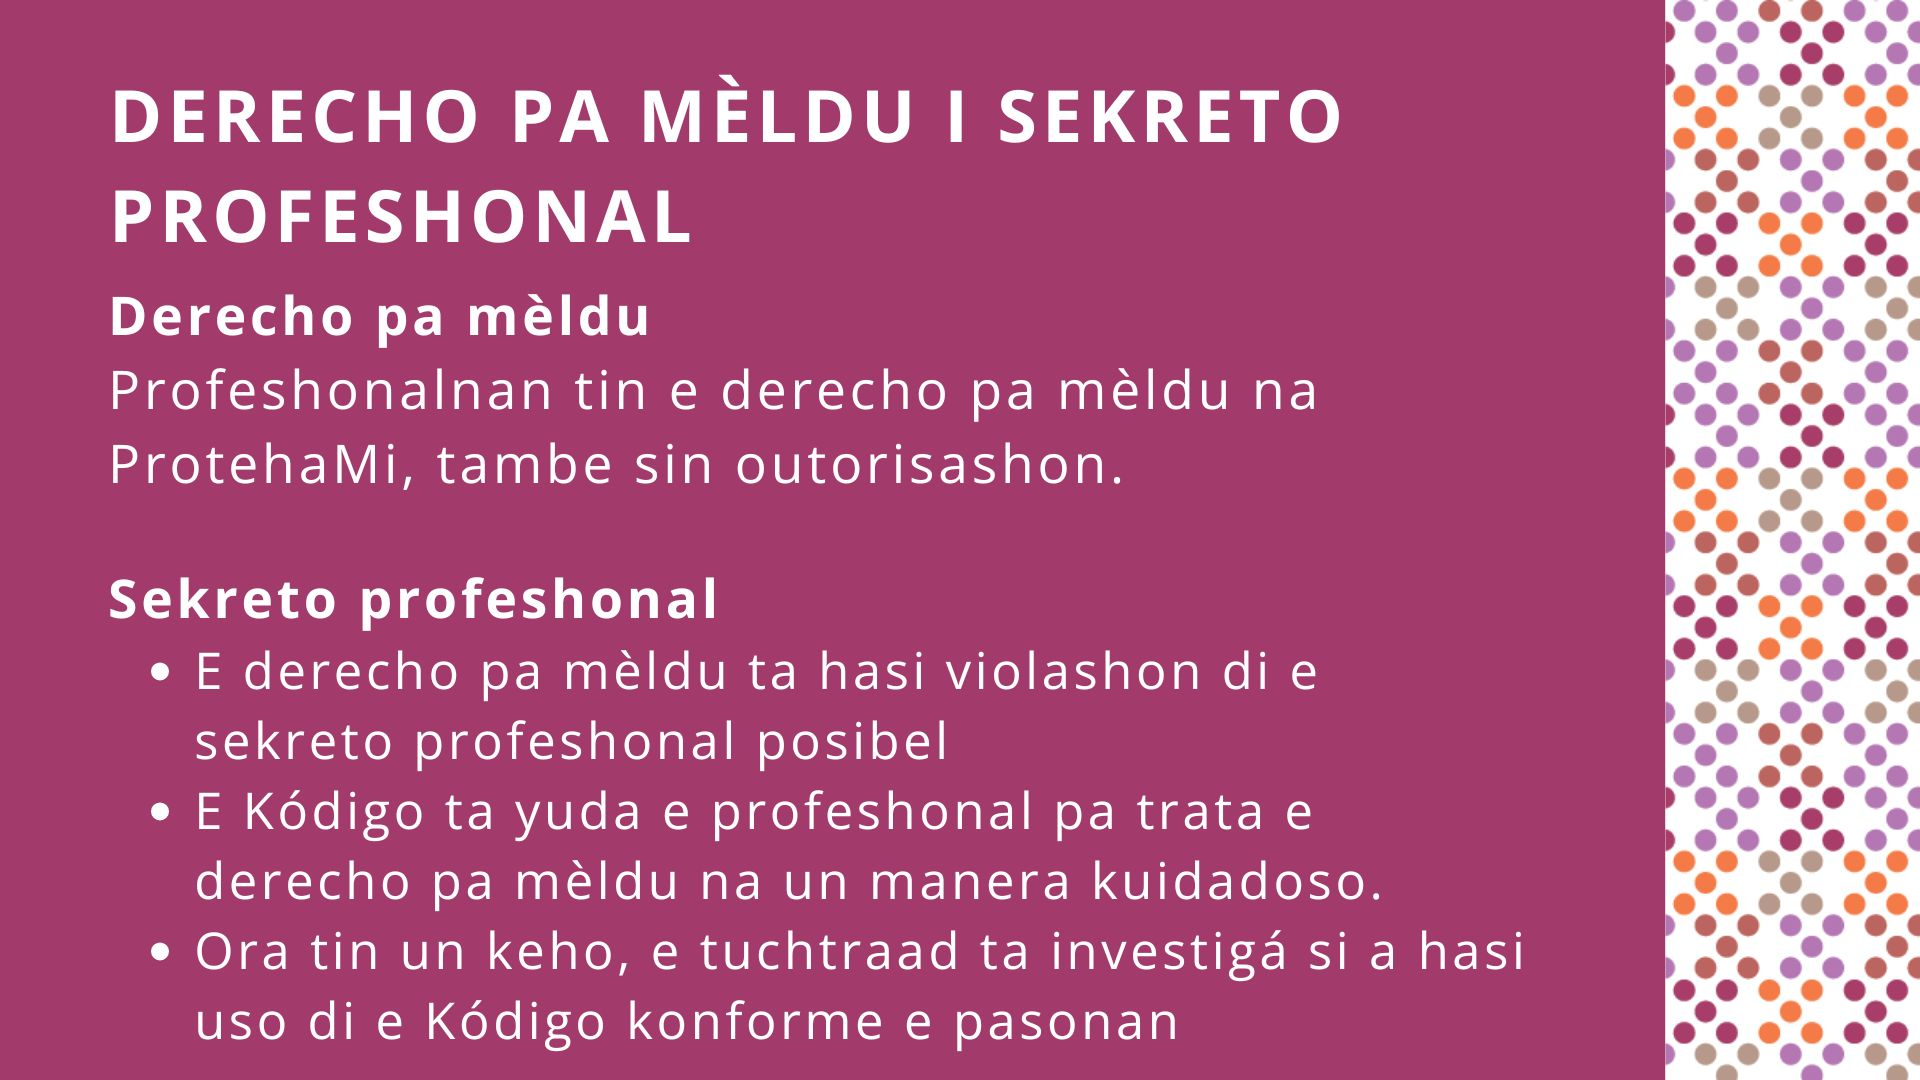 DERECHO PA MÈLDU I SEKRETO
PROFESHONAL
Derecho pa mèldu
Profeshonalnan tin e derecho pa mèldu na
ProtehaMi, tambe sin outorisashon.
Sekreto profeshonal
• E derecho pa mèldu ta hasi violashon di e
sekreto profeshonal posibel
• E Kódigo ta yuda e profeshonal pa trata e
derecho pa mèldu na un manera kuidadoso.
• Ora tin un keho, e tuchtraad ta investigá si a hasi
uso di e Kódigo konforme e pasonan